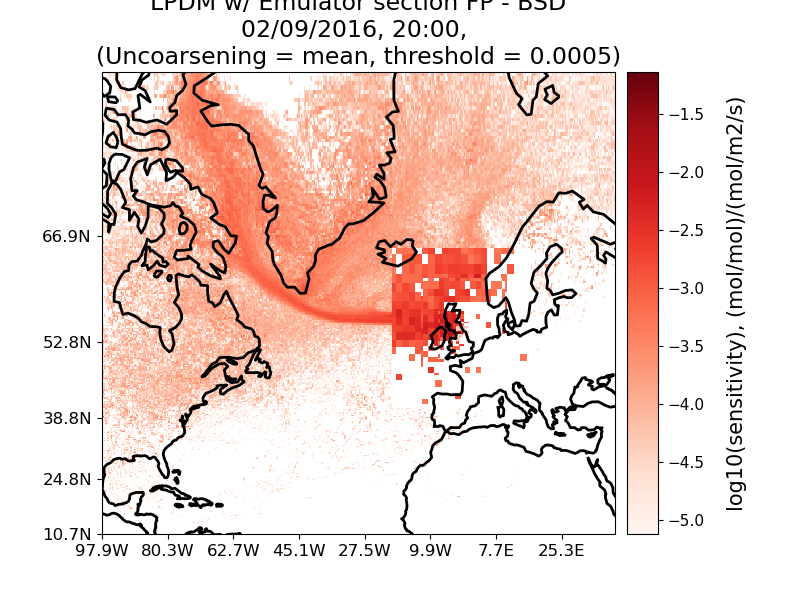 LPDM w/ Emulator section FP - BSD
02/09/2016, 20:00,
(Uncoarsening = mean, threshold = 0.0005)
66.9N
52.8N
38.8N
24.8N
10.7N
97.9W 80.3W 62.7W 45.1W 27.5W 9.9W 7.7E 25.3E
−1.5
−2.0
−2.5
−3.0
−3.5
−4.0
−4.5
−5.0
log10(sensitivity), (mol/mol)/(mol/m2/s)